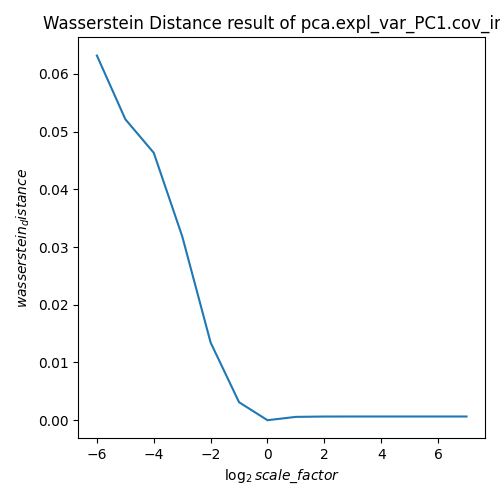 Wasserstein Distance result of pca.expl_var_PC1.cov_in
0.06
0.05
0.04
0.03
0.02
0.01
0.00
wasserstein_distance
−6 −4 −2 0 2 4 6
log2 scale_factor